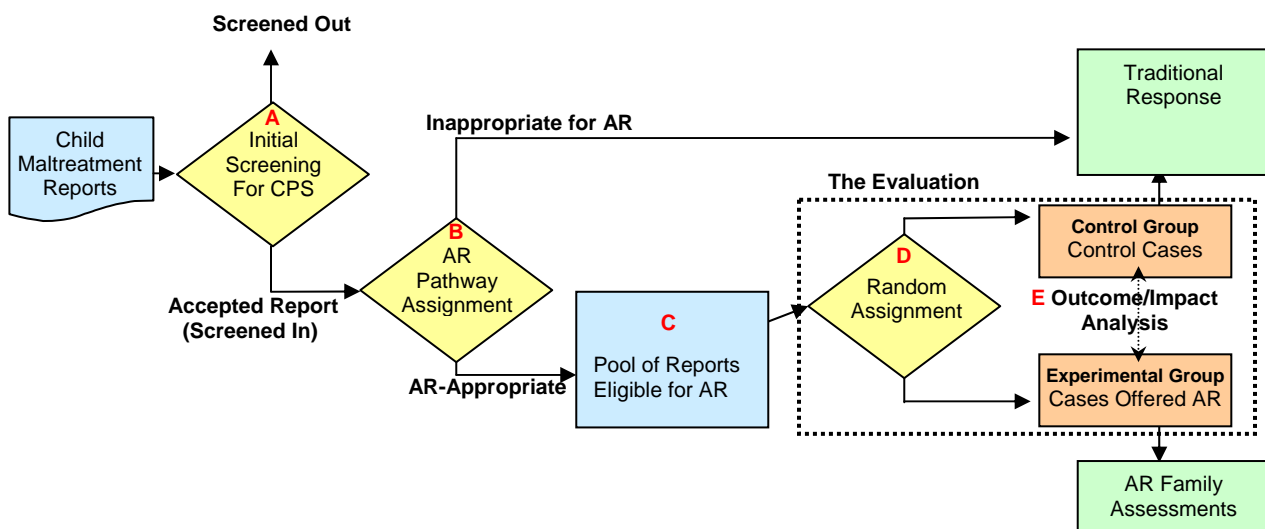 Screened Out
Child
Maltreatment
Reports
A
Initial
Screening
For CPS
Inappropriate for AR
Traditional
Response
Accepted Report
(Screened In)
B
AR
Pathway
Assignment
AR-Appropriate
C
Pool of Reports
Eligible for AR
The Evaluation
D
Random
Assignment
Control Group
Control Cases
E Outcome/Impact
Analysis
Experimental Group
Cases Offered AR
AR Family
Assessments